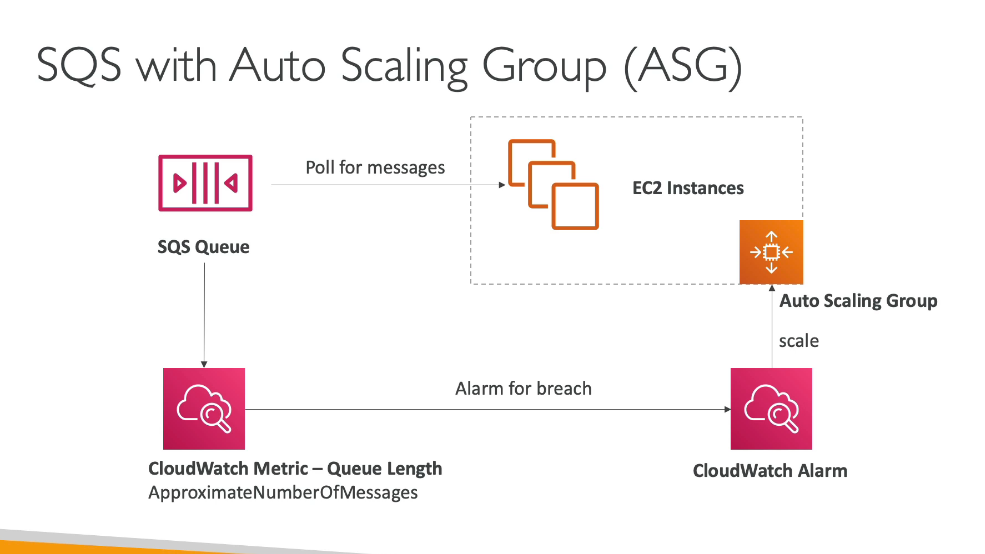 SQS with Auto Scaling Group (ASG)
Poll for messages
EC2 Instances
SQS Queue
Auto Scaling Group
scale
Alarm for breach
CloudWatch Metric – Queue Length
ApproximateNumberOfMessages
CloudWatch Alarm